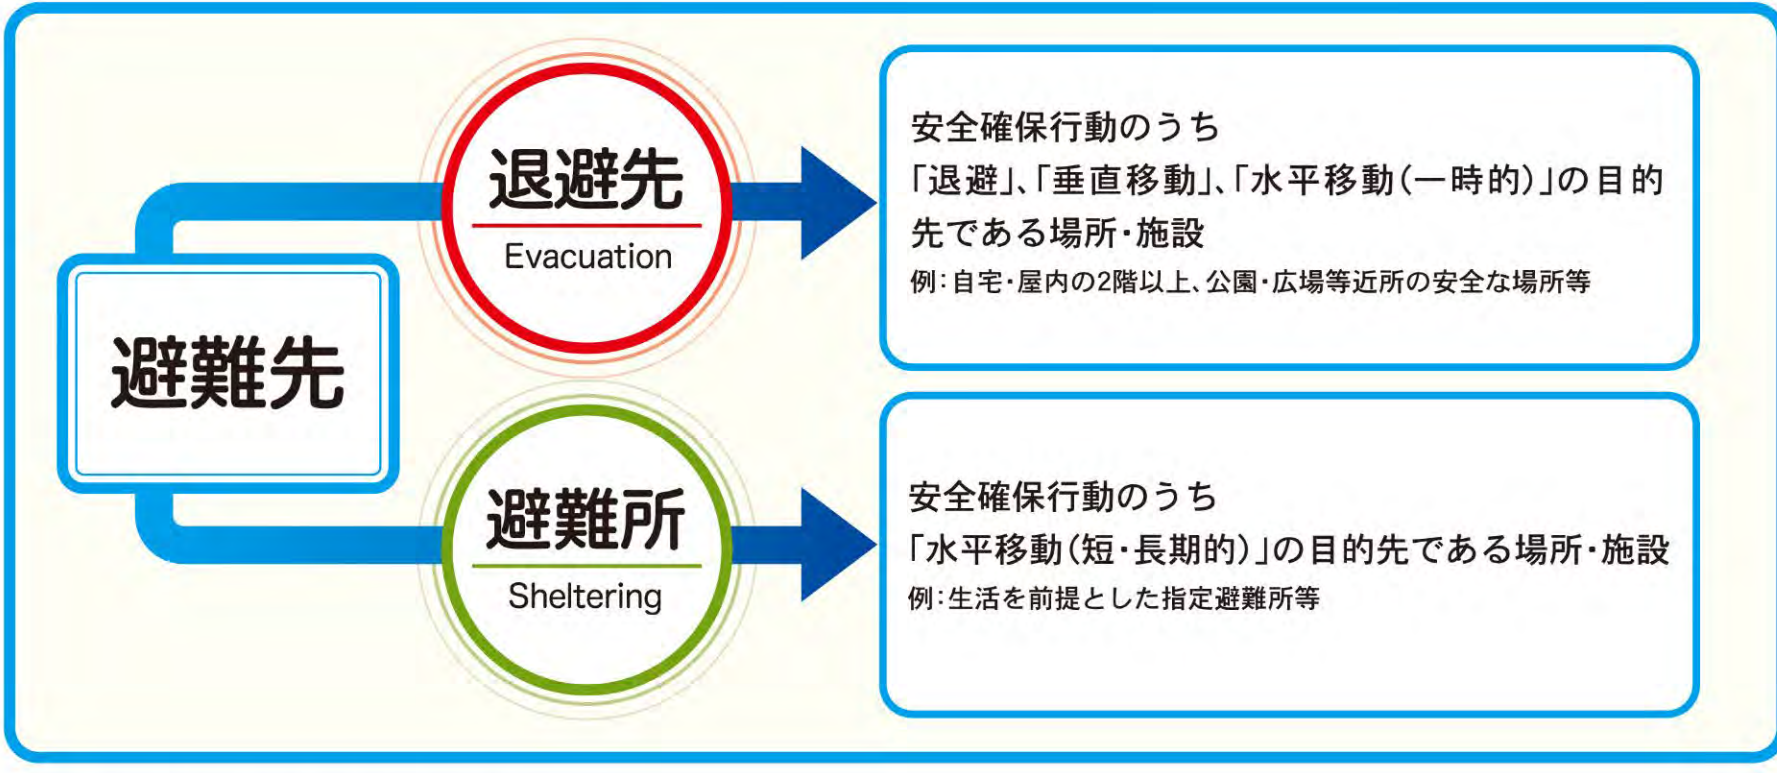 避難先
退避先
Evacuation
安全確保行動のうち
「退避」、「垂直移動」、「水平移動(一時的)」の目的
先である場所・施設
例:自宅・屋内の2階以上、公園・広場等近所の安全な場所等
避難所
Sheltering
安全確保行動のうち
「水平移動(短・長期的)」の目的先である場所・施設
例:生活を前提とした指定避難所等